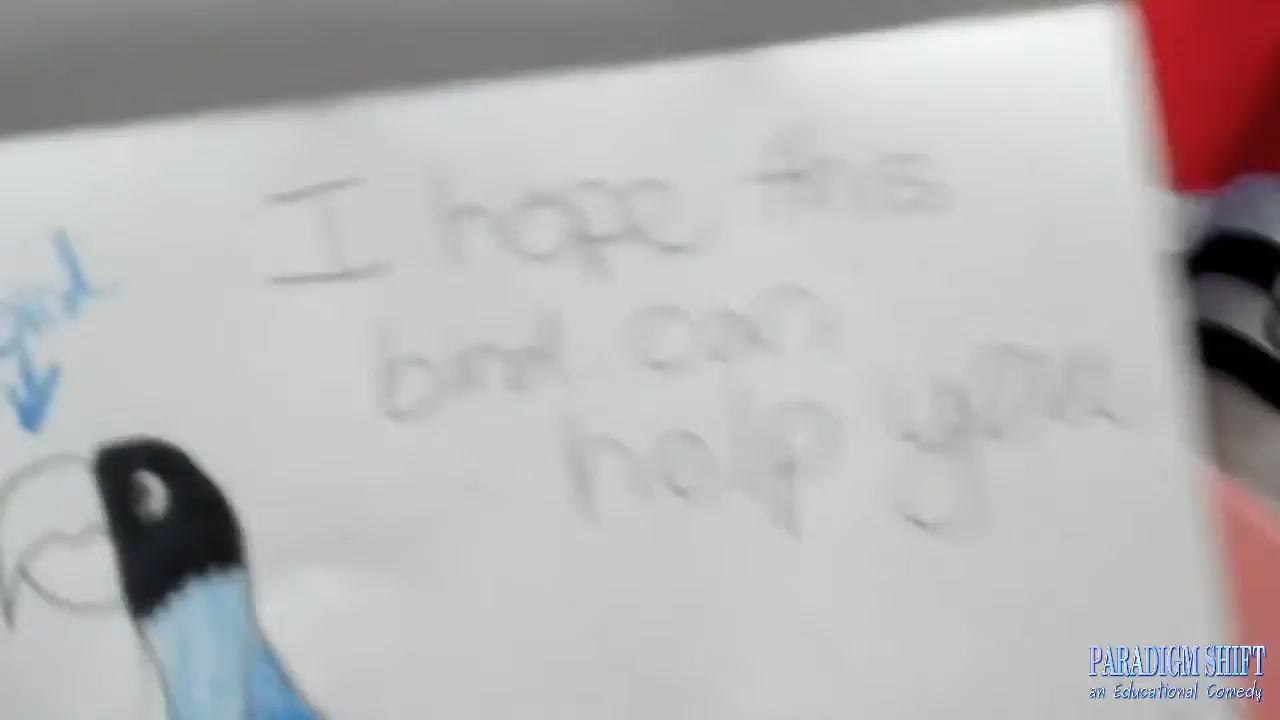 I hope this
bird can
help you
PARADIGM SHIFT
an Educational Comedy